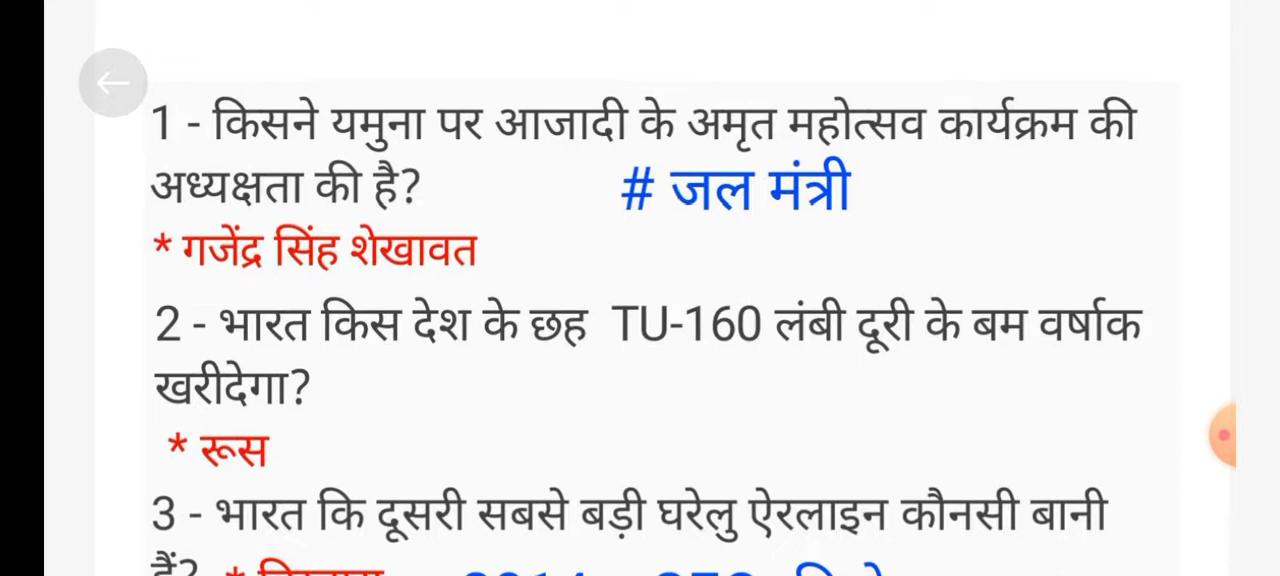 1 - किसने यमुना पर आजादी के अमृत महोत्सव कार्यक्रम की
अध्यक्षता की है? # जल मंत्री
* गजेंद्र सिंह शेखावत
2 - भारत किस देश के छह TU-160 लंबी दूरी के बम वर्षाक
खरीदेगा?
* रूस
3 - भारत कि दूसरी सबसे बड़ी घरेलु ऐरलाइन कौनसी बानी
हैं? *